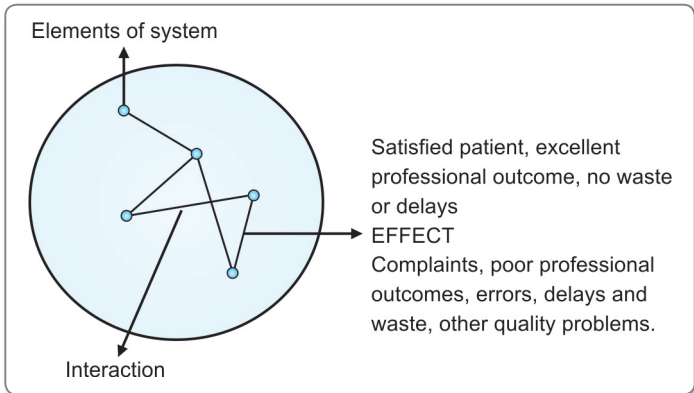 Elements of system
Satisfied patient, excellent
professional outcome, no waste
or delays
EFFECT
Complaints, poor professional
outcomes, errors, delays and
waste, other quality problems.
Interaction